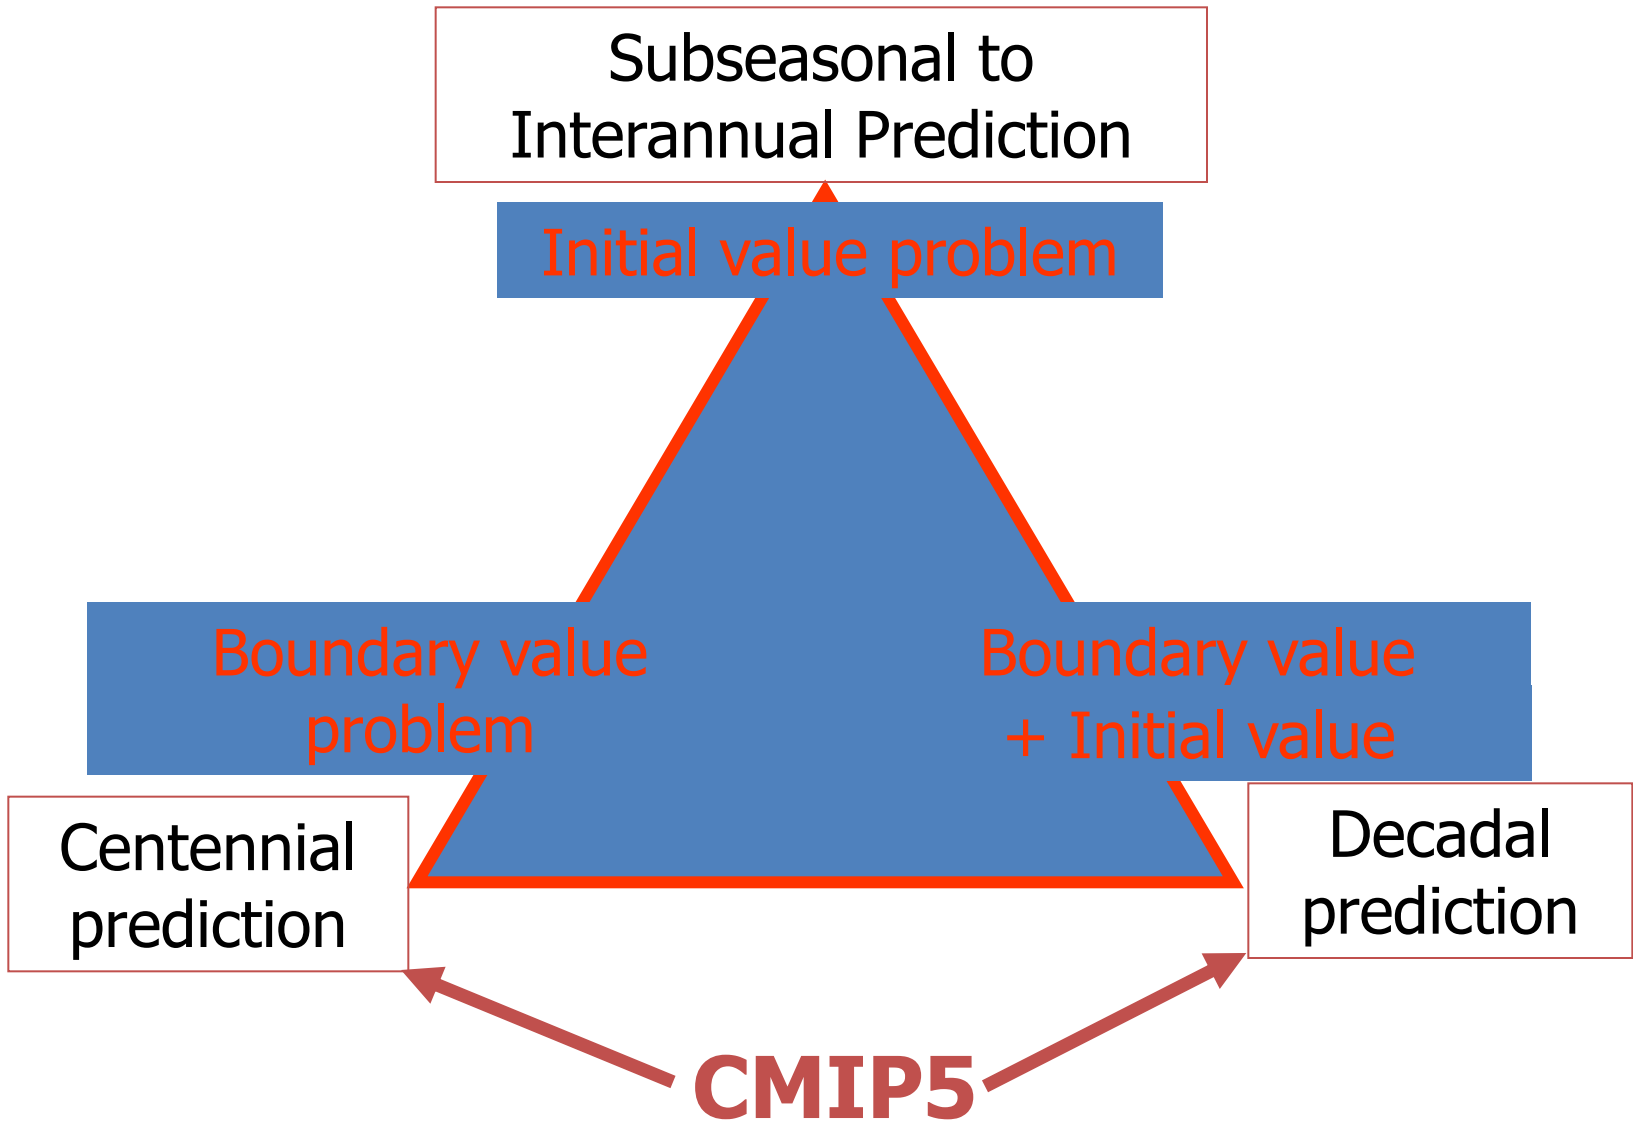 Subseasonal to
Interannual Prediction
Initial value problem
Boundary value
problem
Boundary value
+ Initial value
Centennial
prediction
Decadal
prediction
CMIP5